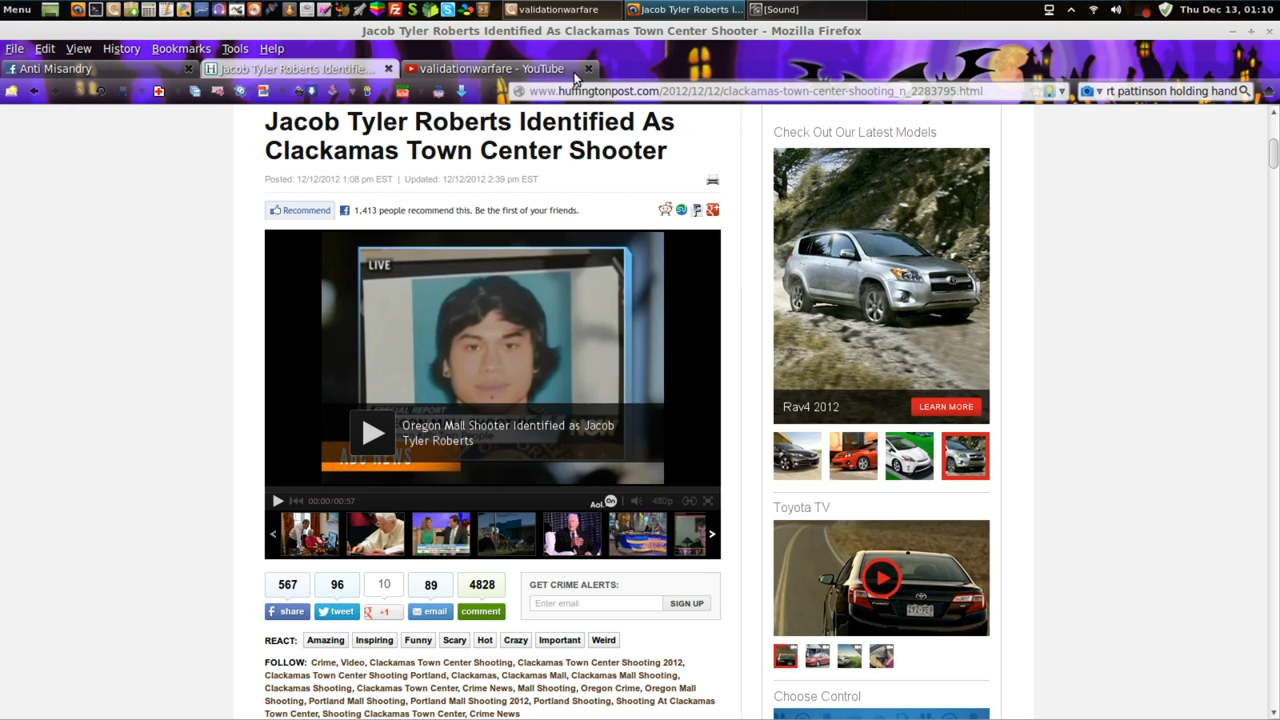 Menu
validationwarfare
Jacob Tyler Roberts I...
[Sound]
Thu Dec 13, 01:10
Jacob Tyler Roberts Identified As Clackamas Town Center Shooter - Mozilla Firefox
File Edit View History Bookmarks Tools Help
Anti Misandry
Jacob Tyler Roberts Identifie...
validationwarfare - YouTube
www.huffingtonpost.com/2012/12/12/clackamas-town-center-shooting_n_2283795.html
rt pattinson holding hand
Jacob Tyler Roberts Identified As
Clackamas Town Center Shooter
Posted: 12/12/2012 1:08 pm EST | Updated: 12/12/2012 2:39 pm EST
Recommend
1,413 people recommend this. Be the first of your friends.
LIVE
SPECIAL REPORT
Oregon Mall Shooter Identified as Jacob
Tyler Roberts
ABC NEWS
00:00/00:57
Aol On
480p
567 96 10 89 4828
share tweet +1 email comment
GET CRIME ALERTS:
Enter email
SIGN UP
REACT: Amazing Inspiring Funny Scary Hot Crazy Important Weird
FOLLOW: Crime, Video, Clackamas Town Center Shooting, Clackamas Town Center Shooting 2012,
Clackamas Town Center Shooting Portland, Clackamas, Clackamas Mall, Clackamas Mall Shooting,
Clackamas Shooting, Clackamas Town Center, Crime News, Mall Shooting, Oregon Crime, Oregon Mall
Shooting, Portland Mall Shooting, Portland Mall Shooting 2012, Portland Shooting, Shooting At Clackamas
Town Center, Shooting Clackamas Town Center, Crime News
Check Out Our Latest Models
Rav4 2012
LEARN MORE
Toyota TV
Choose Control